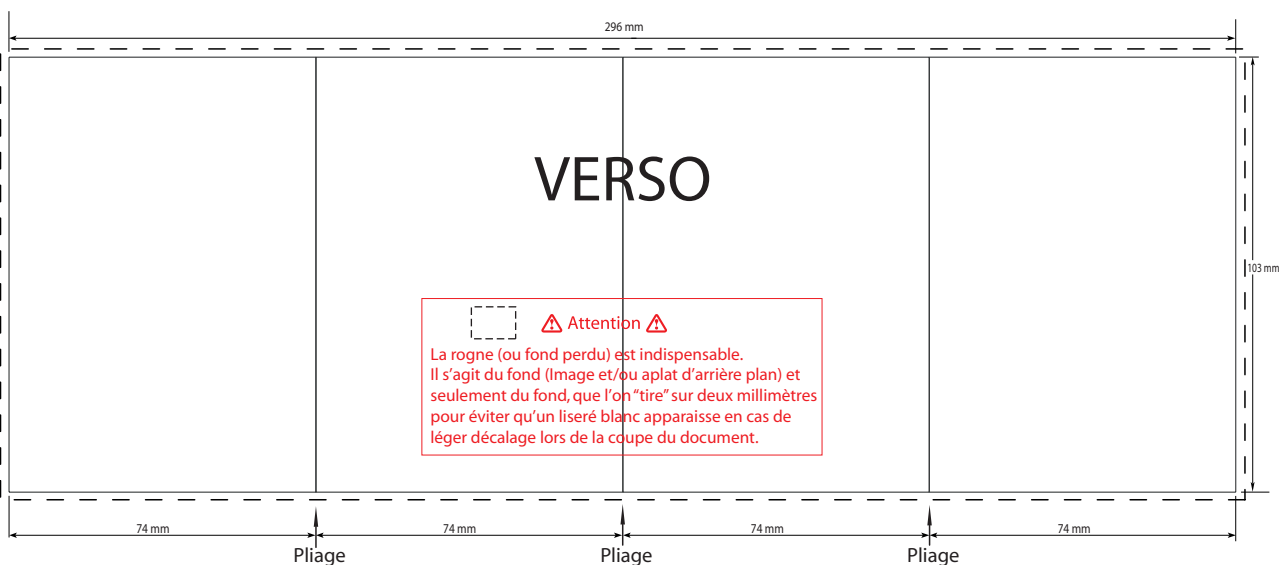 296 mm
VERSO
103 mm
Attention
La rogne (ou fond perdu) est indispensable.
Il s’agit du fond (Image et/ou aplat d’arrière plan) et
seulement du fond, que l’on “tire” sur deux millimètres
pour éviter qu’un liseré blanc apparaisse en cas de
léger décalage lors de la coupe du document.
74 mm 74 mm 74 mm 74 mm
Pliage Pliage Pliage